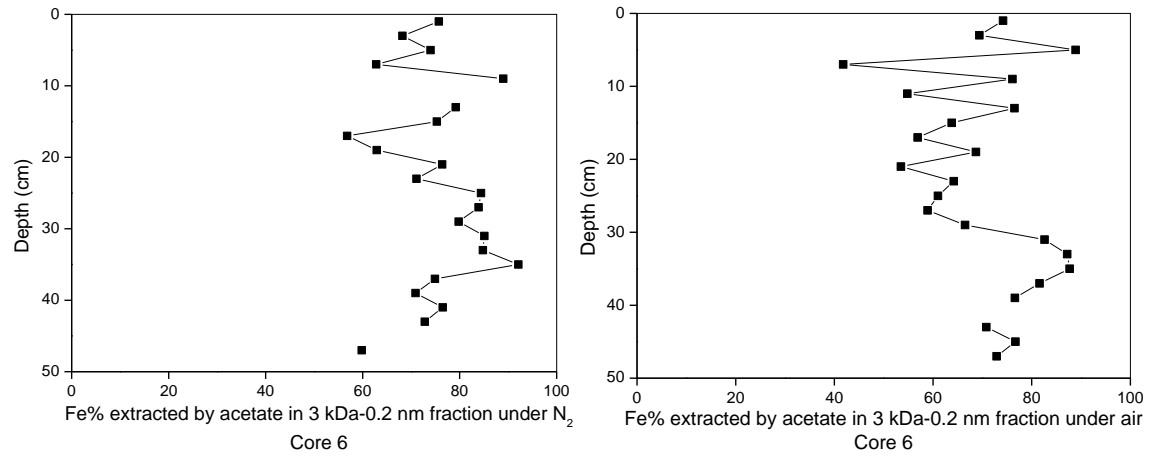 0
10
20
30
40
50
Depth (cm)
0 20 40 60 80 100
Fe% extracted by acetate in 3 kDa-0.2 nm fraction under N2
Core 6
0
10
20
30
40
50
Depth (cm)
0 20 40 60 80 100
Fe% extracted by acetate in 3 kDa-0.2 nm fraction under air
Core 6